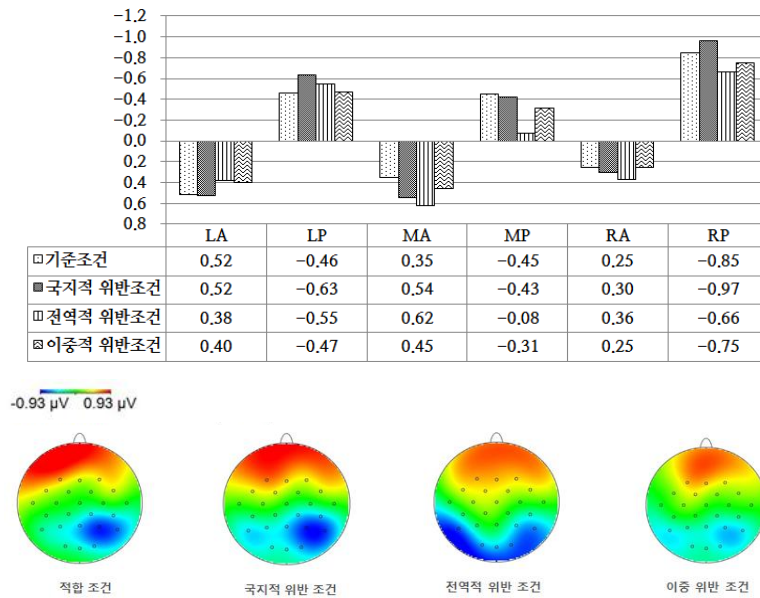 -1.2
-1.0
-0.8
-0.6
-0.4
-0.2
0.0
0.2
0.4
0.6
0.8
LA LP MA MP RA RP
기준조건 0.52 -0.46 0.35 -0.45 0.25 -0.85
국지적 위반조건 0.52 -0.63 0.54 -0.43 0.30 -0.97
전역적 위반조건 0.38 -0.55 0.62 -0.08 0.36 -0.66
이중적 위반조건 0.40 -0.47 0.45 -0.31 0.25 -0.75
-0.93 μV 0.93 μV
적합 조건 국지적 위반 조건 전역적 위반 조건 이중 위반 조건